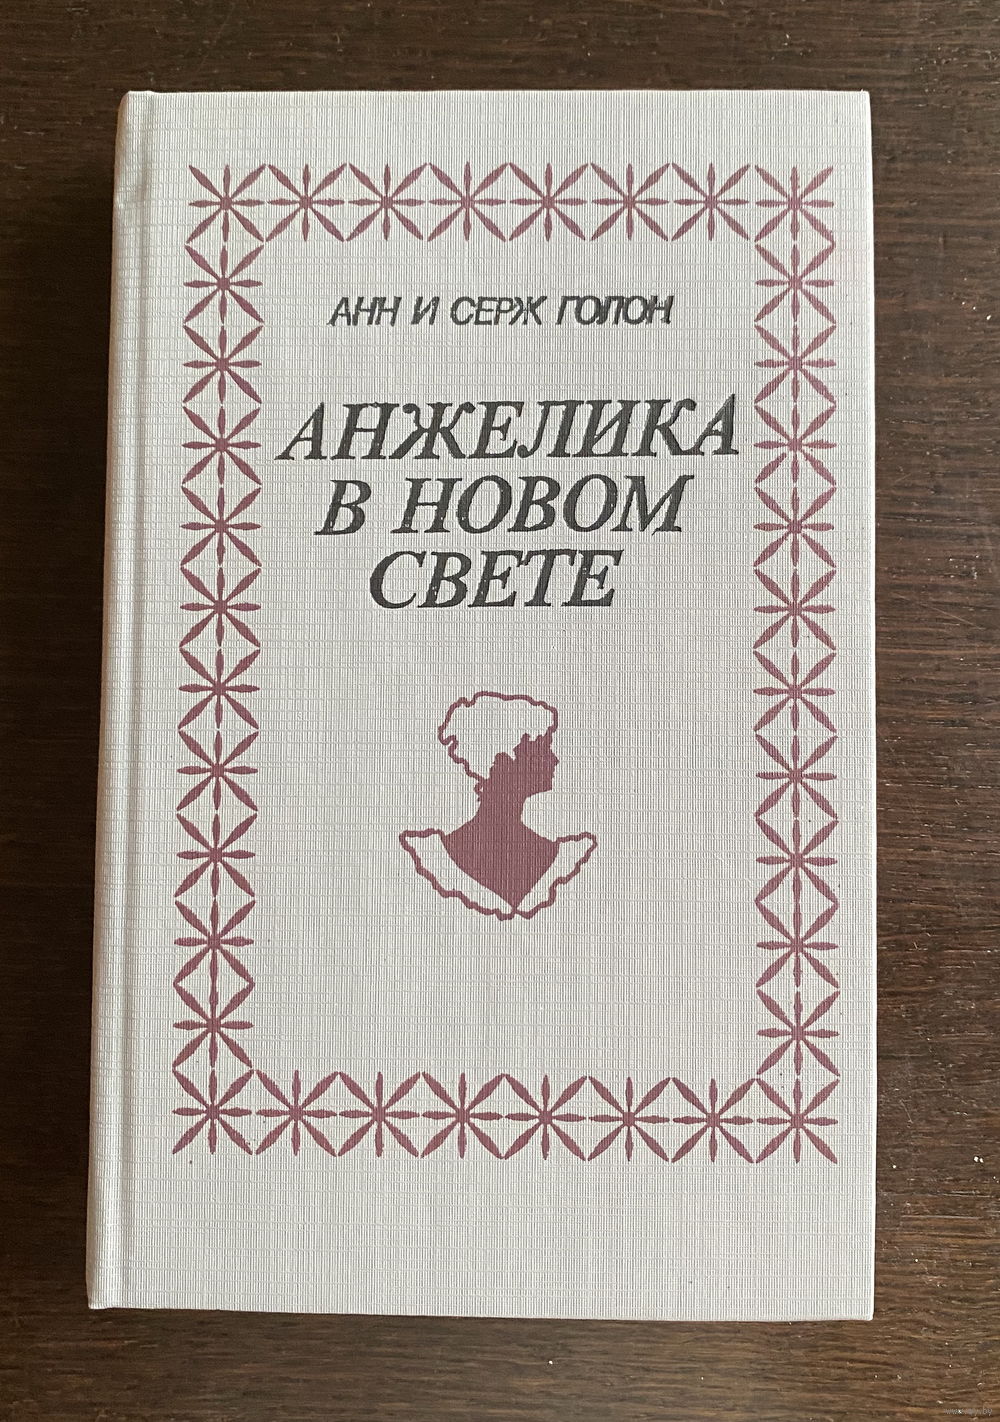 АНН И СЕРЖ ГОЛОН
АНЖЕЛИКА
В НОВОМ
СВЕТЕ